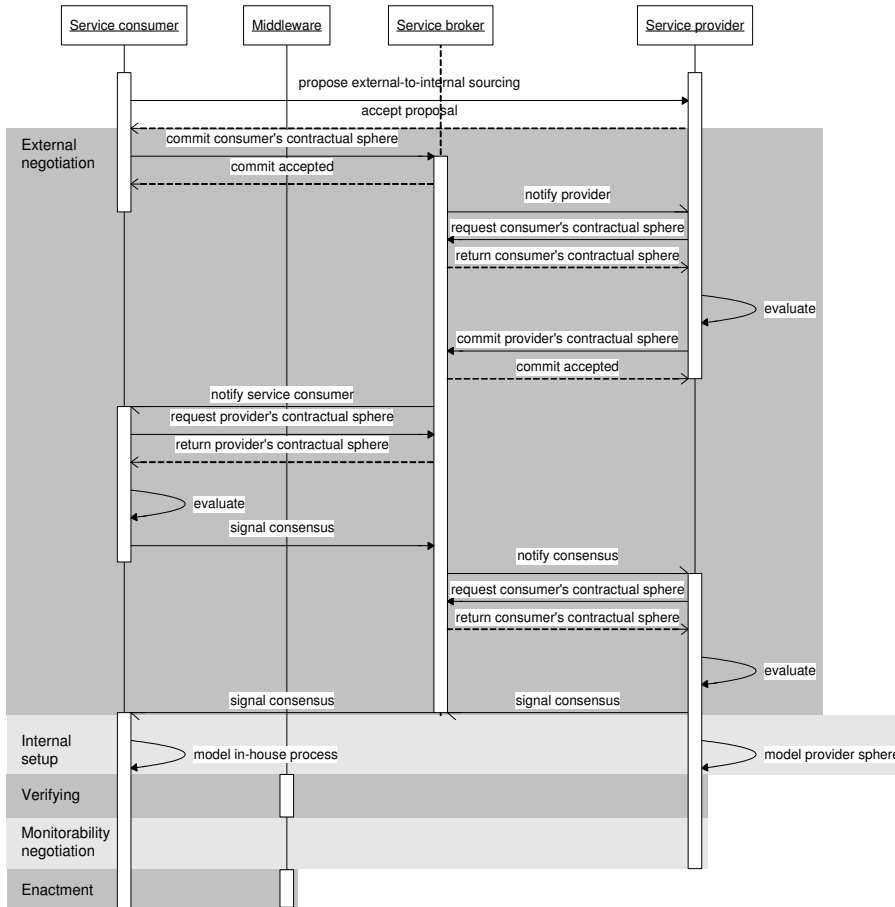 Service consumer
Middleware
Service broker
Service provider
propose external-to-internal sourcing
accept proposal
External
negotiation
commit consumer's contractual sphere
commit accepted
notify provider
request consumer's contractual sphere
return consumer's contractual sphere
evaluate
commit provider's contractual sphere
commit accepted
notify service consumer
request provider's contractual sphere
return provider's contractual sphere
evaluate
signal consensus
notify consensus
request consumer's contractual sphere
return consumer's contractual sphere
evaluate
signal consensus
signal consensus
Internal
setup
model in-house process
model provider sphere
Verifying
Monitorability
negotiation
Enactment